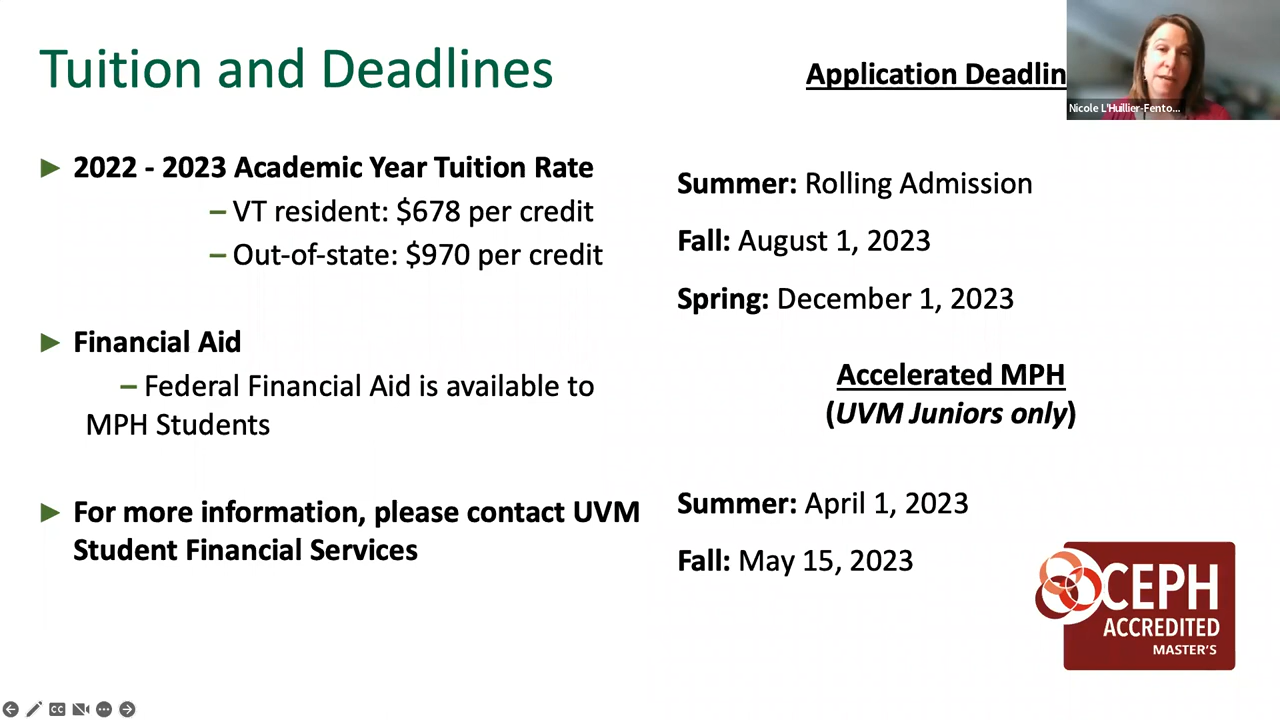 Tuition and Deadlines
► 2022 - 2023 Academic Year Tuition Rate
– VT resident: $678 per credit
– Out-of-state: $970 per credit
► Financial Aid
– Federal Financial Aid is available to
MPH Students
► For more information, please contact UVM
Student Financial Services
Application Deadlin
Nicole L'Huillier-Fento...
Summer: Rolling Admission
Fall: August 1, 2023
Spring: December 1, 2023
Accelerated MPH
(UVM Juniors only)
Summer: April 1, 2023
Fall: May 15, 2023
CEPH
ACCREDITED
MASTER'S
CC